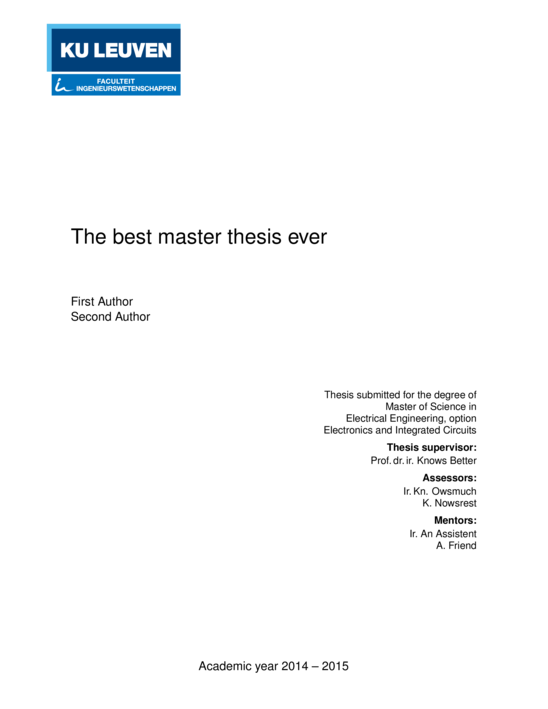 KU LEUVEN
FACULTEIT
INGENIEURSWETENSCHAPPEN
The best master thesis ever
First Author
Second Author
Thesis submitted for the degree of
Master of Science in
Electrical Engineering, option
Electronics and Integrated Circuits
Thesis supervisor:
Prof. dr. ir. Knows Better
Assessors:
Ir. Kn. Owsmuch
K. Nowsrest
Mentors:
Ir. An Assistent
A. Friend
Academic year 2014 – 2015